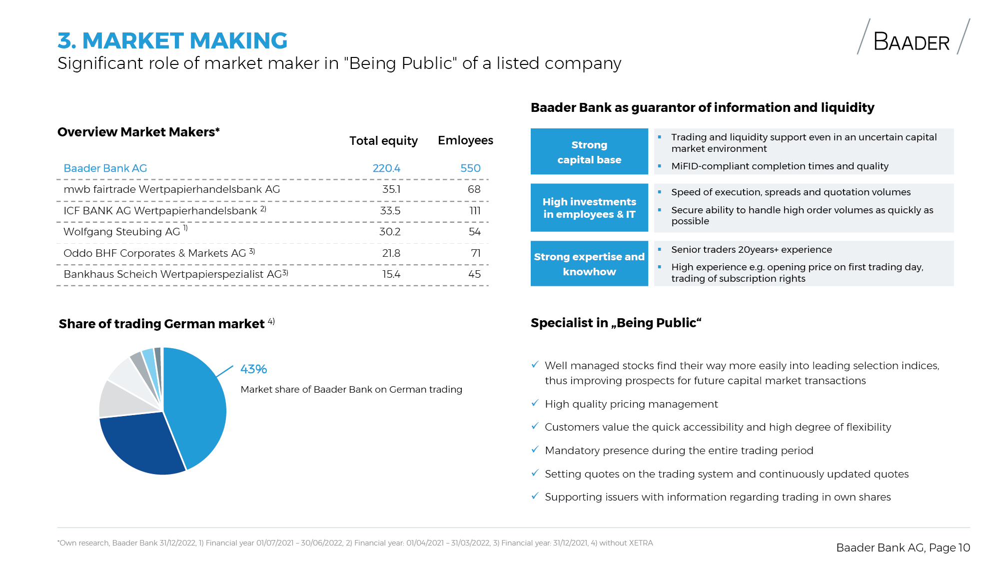 3. MARKET MAKING
Significant role of market maker in "Being Public" of a listed company
BAADER
Overview Market Makers*
Total equity Emloyees
Baader Bank AG 220.4 550
mwb fairtrade Wertpapierhandelsbank AG 35.1 68
ICF BANK AG Wertpapierhandelsbank 2) 33.5 111
Wolfgang Steubing AG 1) 30.2 54
Oddo BHF Corporates & Markets AG 3) 21.8 71
Bankhaus Scheich Wertpapierspezialist AG3) 15.4 45
Baader Bank as guarantor of information and liquidity
Strong
capital base
▪ Trading and liquidity support even in an uncertain capital
market environment
▪ MiFID-compliant completion times and quality
High investments
in employees & IT
▪ Speed of execution, spreads and quotation volumes
▪ Secure ability to handle high order volumes as quickly as
possible
Strong expertise and
knowhow
▪ Senior traders 20years+ experience
▪ High experience e.g. opening price on first trading day,
trading of subscription rights
Share of trading German market 4)
43%
Market share of Baader Bank on German trading
Specialist in „Being Public“
✓ Well managed stocks find their way more easily into leading selection indices,
thus improving prospects for future capital market transactions
✓ High quality pricing management
✓ Customers value the quick accessibility and high degree of flexibility
✓ Mandatory presence during the entire trading period
✓ Setting quotes on the trading system and continuously updated quotes
✓ Supporting issuers with information regarding trading in own shares
*Own research, Baader Bank 31/12/2022, 1) Financial year 01/07/2021 – 30/06/2022, 2) Financial year: 01/04/2021 – 31/03/2022, 3) Financial year: 31/12/2021, 4) without XETRA
Baader Bank AG, Page 10